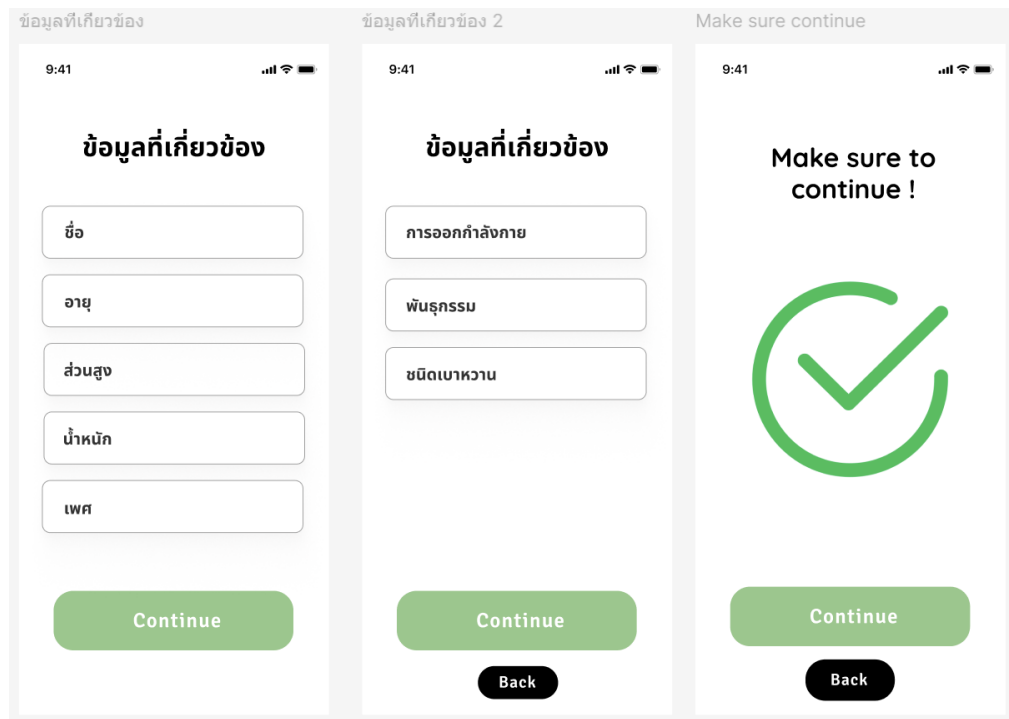 ข้อมูลที่เกี่ยวข้อง
9:41
ข้อมูลที่เกี่ยวข้อง
ชื่อ
อายุ
ส่วนสูง
น้ำหนัก
เพศ
Continue
ข้อมูลที่เกี่ยวข้อง 2
9:41
ข้อมูลที่เกี่ยวข้อง
การออกกำลังกาย
พันธุกรรม
ชนิดเบาหวาน
Continue
Back
Make sure continue
9:41
Make sure to
continue !
Continue
Back